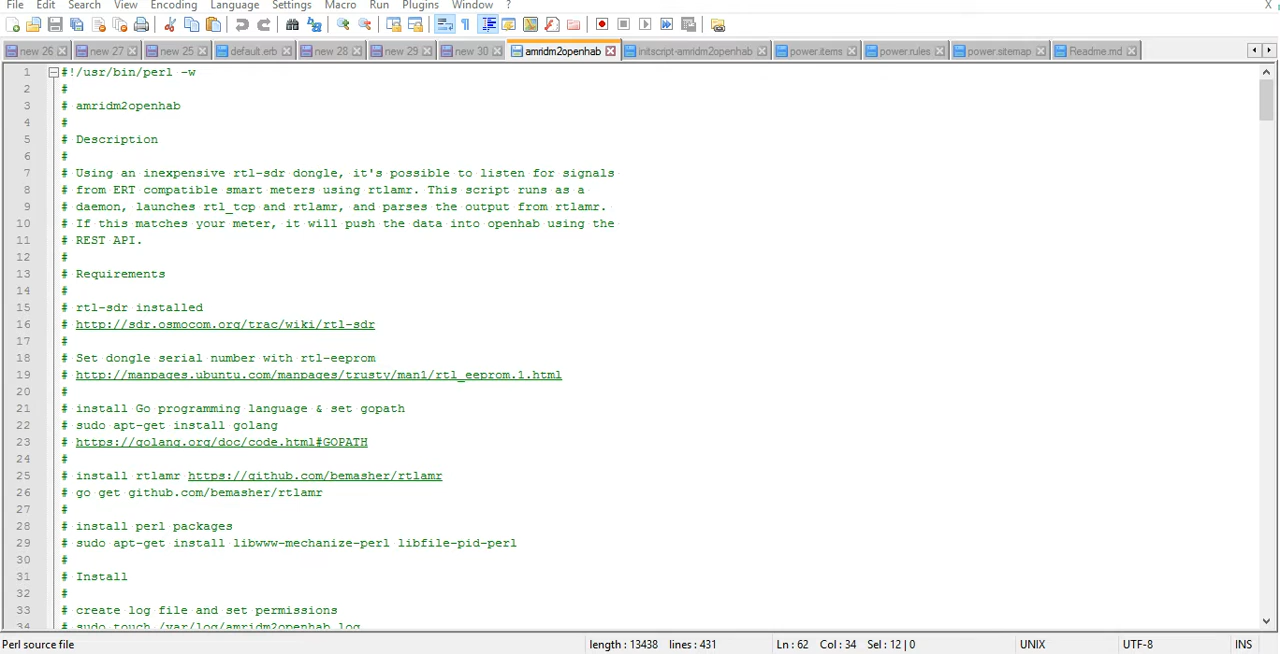 File Edit Search View Encoding Language Settings Macro Run Plugins Window ? X
new 26 new 27 new 25 default.erb new 28 new 29 new 30 amridm2openhab initscript-amridm2openhab power.items power.rules power.sitemap Readme.md
1 #!/usr/bin/perl -w
2 #
3 # amridm2openhab
4 #
5 # Description
6 #
7 # Using an inexpensive rtl-sdr dongle, it's possible to listen for signals
8 # from ERT compatible smart meters using rtlamr. This script runs as a
9 # daemon, launches rtl_tcp and rtlamr, and parses the output from rtlamr.
10 # If this matches your meter, it will push the data into openhab using the
11 # REST API.
12 #
13 # Requirements
14 #
15 # rtl-sdr installed
16 # http://sdr.osmocom.org/trac/wiki/rtl-sdr
17 #
18 # Set dongle serial number with rtl-eeprom
19 # http://manpages.ubuntu.com/manpages/trusty/man1/rtl_eeprom.1.html
20 #
21 # install Go programming language & set gopath
22 # sudo apt-get install golang
23 # https://golang.org/doc/code.html#GOPATH
24 #
25 # install rtlamr https://github.com/bemasher/rtlamr
26 # go get github.com/bemasher/rtlamr
27 #
28 # install perl packages
29 # sudo apt-get install libwww-mechanize-perl libfile-pid-perl
30 #
31 # Install
32 #
33 # create log file and set permissions
34 # sudo touch /var/log/amridm2openhab.log
Perl source file length : 13438 lines : 431 Ln : 62 Col : 34 Sel : 12 | 0 UNIX UTF-8 INS